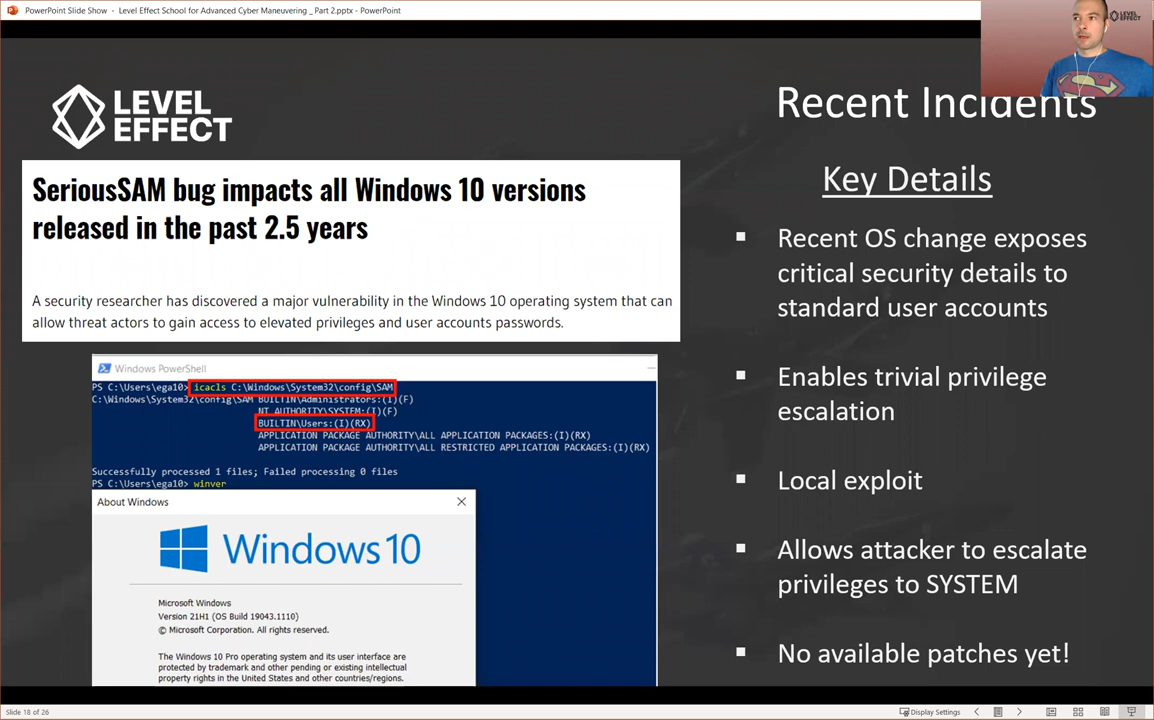 PowerPoint Slide Show - Level Effect School for Advanced Cyber Maneuvering _ Part 2.pptx - PowerPoint
LEVEL EFFECT
LEVEL
EFFECT
Recent Incidents
SeriousSAM bug impacts all Windows 10 versions
released in the past 2.5 years
A security researcher has discovered a major vulnerability in the Windows 10 operating system that can
allow threat actors to gain access to elevated privileges and user accounts passwords.
Windows PowerShell
PS C:\Users\ega10> icacls C:\Windows\System32\config\SAM
C:\Windows\System32\config\SAM BUILTIN\Administrators:(I)(F)
NT AUTHORITY\SYSTEM:(I)(F)
BUILTIN\Users:(I)(RX)
APPLICATION PACKAGE AUTHORITY\ALL APPLICATION PACKAGES:(I)(RX)
APPLICATION PACKAGE AUTHORITY\ALL RESTRICTED APPLICATION PACKAGES:(I)(RX)
Successfully processed 1 files; Failed processing 0 files
PS C:\Users\ega10> winver
About Windows
Windows 10
Microsoft Windows
Version 21H1 (OS Build 19043.1110)
© Microsoft Corporation. All rights reserved.
The Windows 10 Pro operating system and its user interface are
protected by trademark and other pending or existing intellectual
property rights in the United States and other countries/regions.
Key Details
Recent OS change exposes
critical security details to
standard user accounts
Enables trivial privilege
escalation
Local exploit
Allows attacker to escalate
privileges to SYSTEM
No available patches yet!
Slide 18 of 26
Display Settings